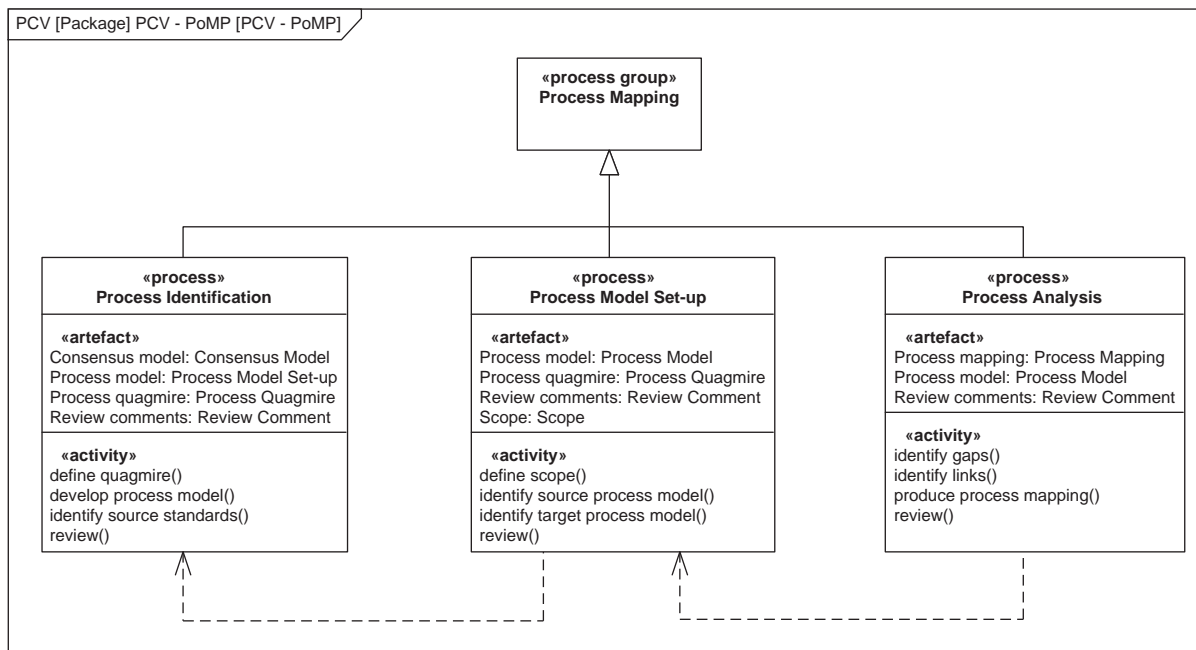 PCV [Package] PCV - PoMP [PCV - PoMP]
«process group»
Process Mapping
«process»
Process Identification
«artefact»
Consensus model: Consensus Model
Process model: Process Model Set-up
Process quagmire: Process Quagmire
Review comments: Review Comment
«activity»
define quagmire()
develop process model()
identify source standards()
review()
«process»
Process Model Set-up
«artefact»
Process model: Process Model
Process quagmire: Process Quagmire
Review comments: Review Comment
Scope: Scope
«activity»
define scope()
identify source process model()
identify target process model()
review()
«process»
Process Analysis
«artefact»
Process mapping: Process Mapping
Process model: Process Model
Review comments: Review Comment
«activity»
identify gaps()
identify links()
produce process mapping()
review()